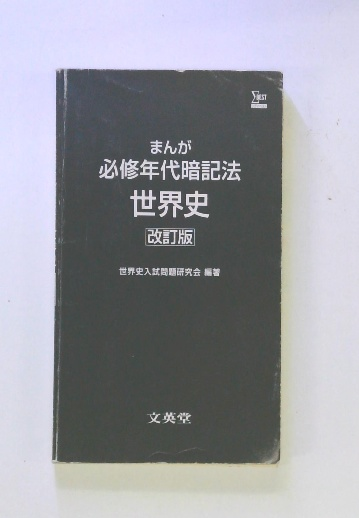 ΣBEST
まんが
必修年代暗記法
世界史
改訂版
世界史入試問題研究会 編著
文英堂